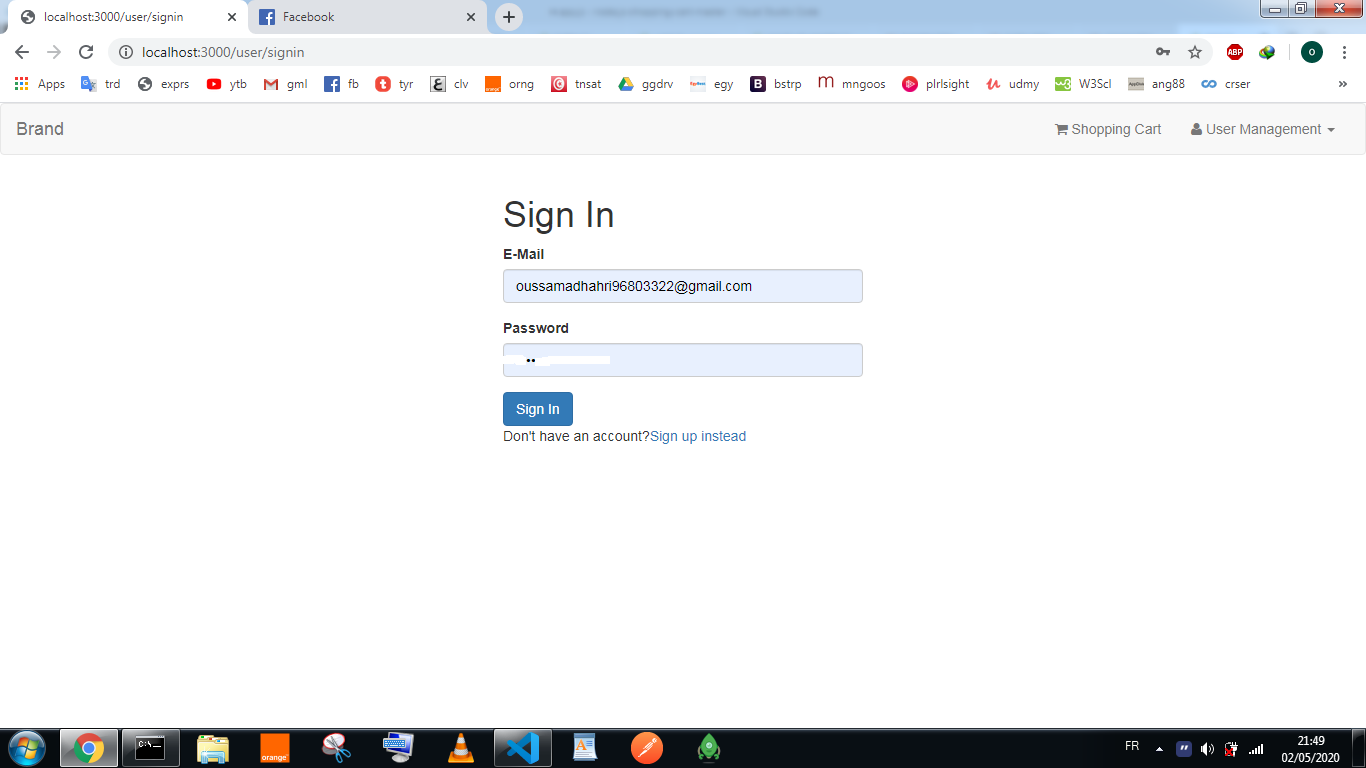 localhost:3000/user/signin
Facebook
localhost:3000/user/signin
ABP
o
Apps trd exprs ytb gml fb tyr clv orng tnsat ggdrv egy bstrp mngoos plrlsight udmy W3Scl ang88 crser »
Brand
Shopping Cart
User Management
Sign In
E-Mail
oussamadhahri96803322@gmail.com
Password
Sign In
Don't have an account?Sign up instead
orange
C:\
FR
21:49
02/05/2020